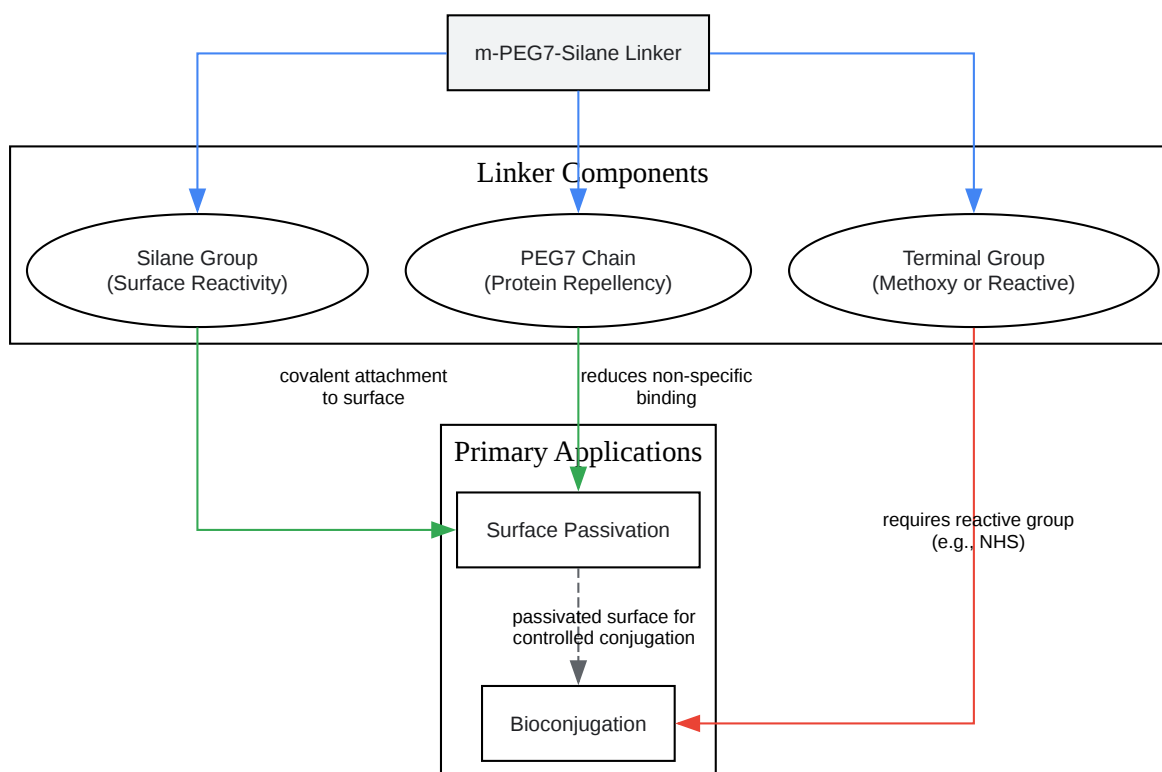 m-PEG7-Silane Linker
Linker Components
Silane Group
(Surface Reactivity)
PEG7 Chain
(Protein Repellency)
Terminal Group
(Methoxy or Reactive)
covalent attachment
to surface
reduces non-specific
binding
Primary Applications
Surface Passivation
requires reactive group
(e.g., NHS)
passivated surface for
controlled conjugation
Bioconjugation